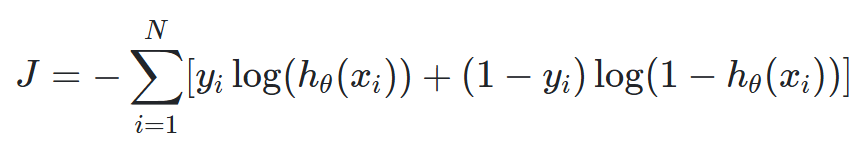 J = -\sum_{i=1}^{N} [y_i \log(h_\theta(x_i)) + (1 - y_i) \log(1 - h_\theta(x_i))]